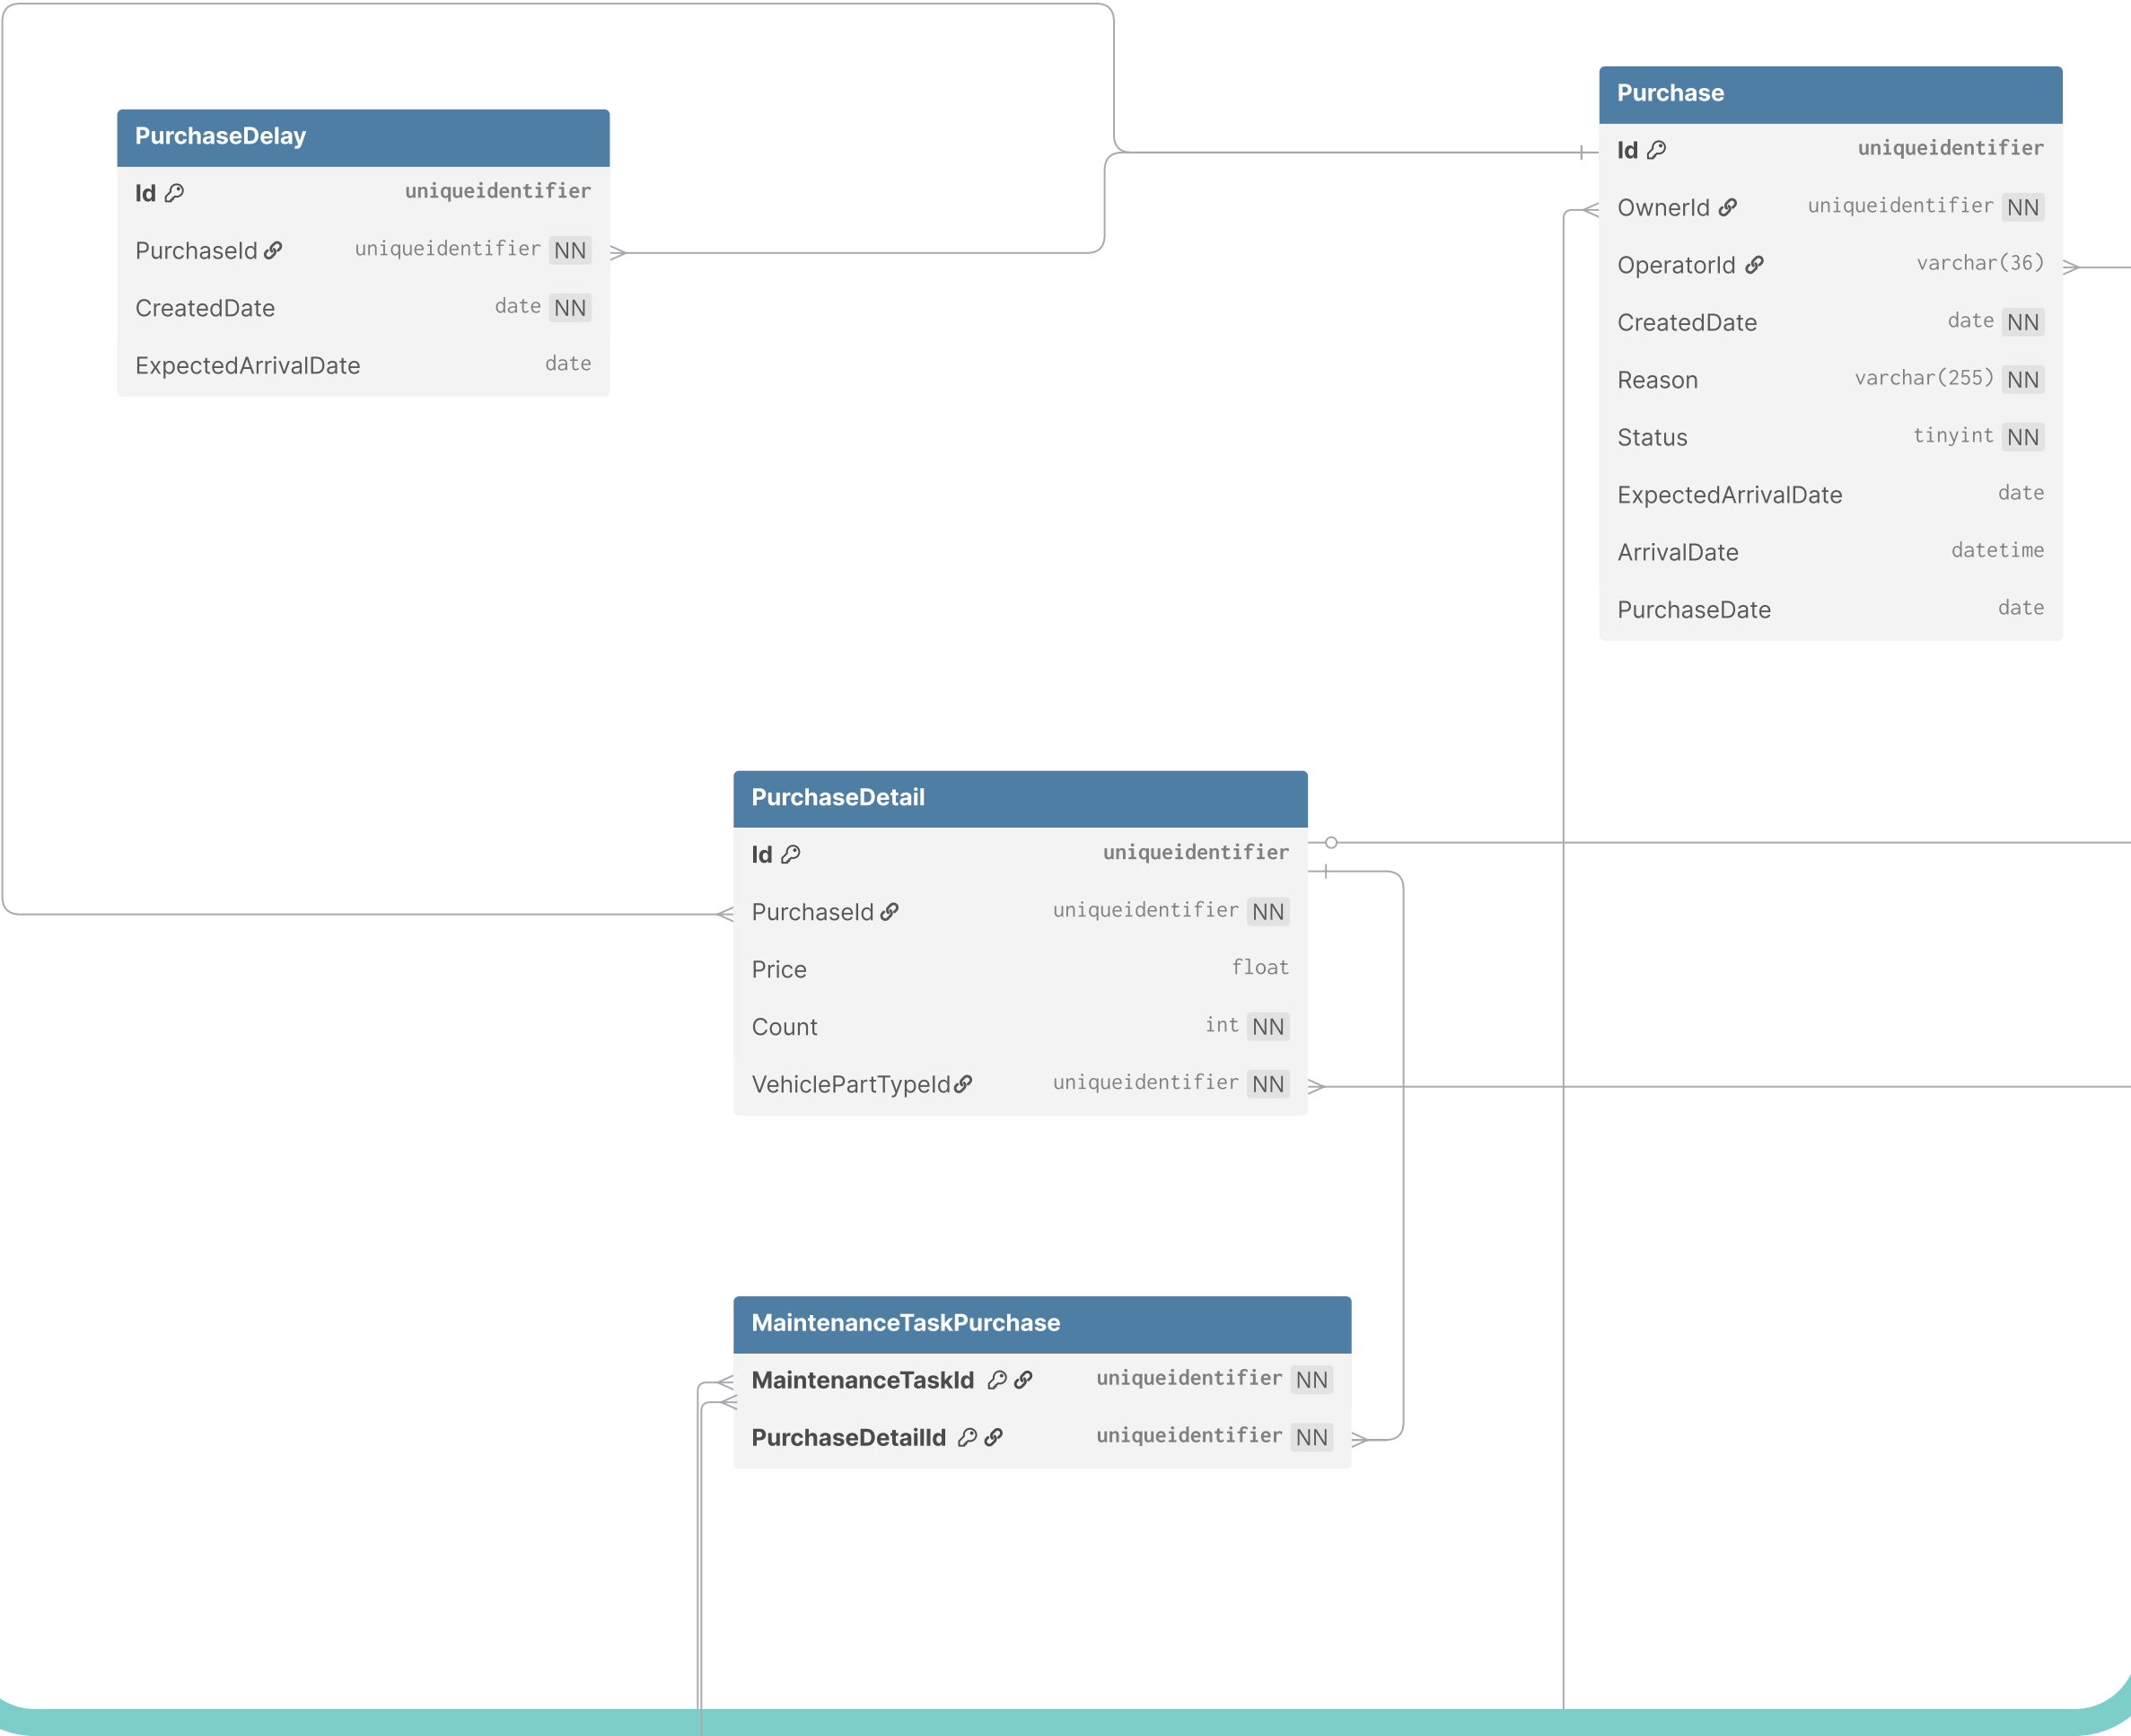 PurchaseDelay
Id uniqueidentifier
PurchaseId uniqueidentifier NN
CreatedDate date NN
ExpectedArrivalDate date
Purchase
Id uniqueidentifier
OwnerId uniqueidentifier NN
OperatorId varchar(36)
CreatedDate date NN
Reason varchar(255) NN
Status tinyint NN
ExpectedArrivalDate date
ArrivalDate datetime
PurchaseDate date
PurchaseDetail
Id uniqueidentifier
PurchaseId uniqueidentifier NN
Price float
Count int NN
VehiclePartTypeId uniqueidentifier NN
MaintenanceTaskPurchase
MaintenanceTaskId uniqueidentifier NN
PurchaseDetailId uniqueidentifier NN